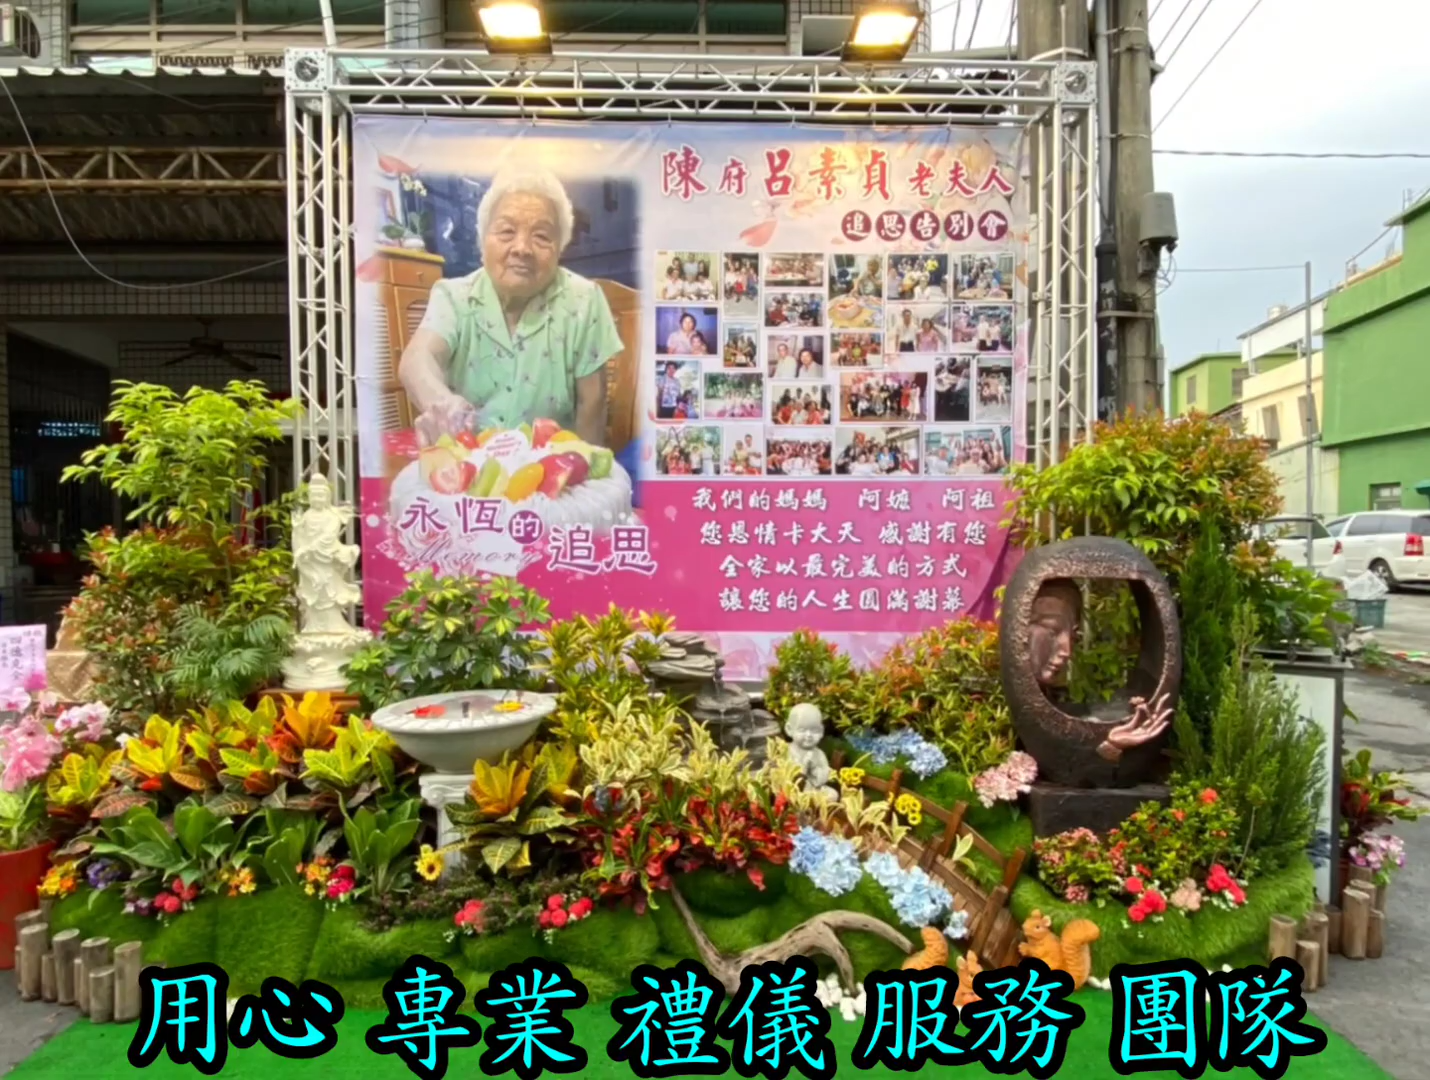 陳府呂素貞老夫人
追思告別會
永恆的追思
Memory
我們的媽媽 阿嬤 阿祖
您恩情卡大天 感謝有您
全家以最完美的方式
讓您的人生圓滿謝幕
用心 專業 禮儀 服務 團隊